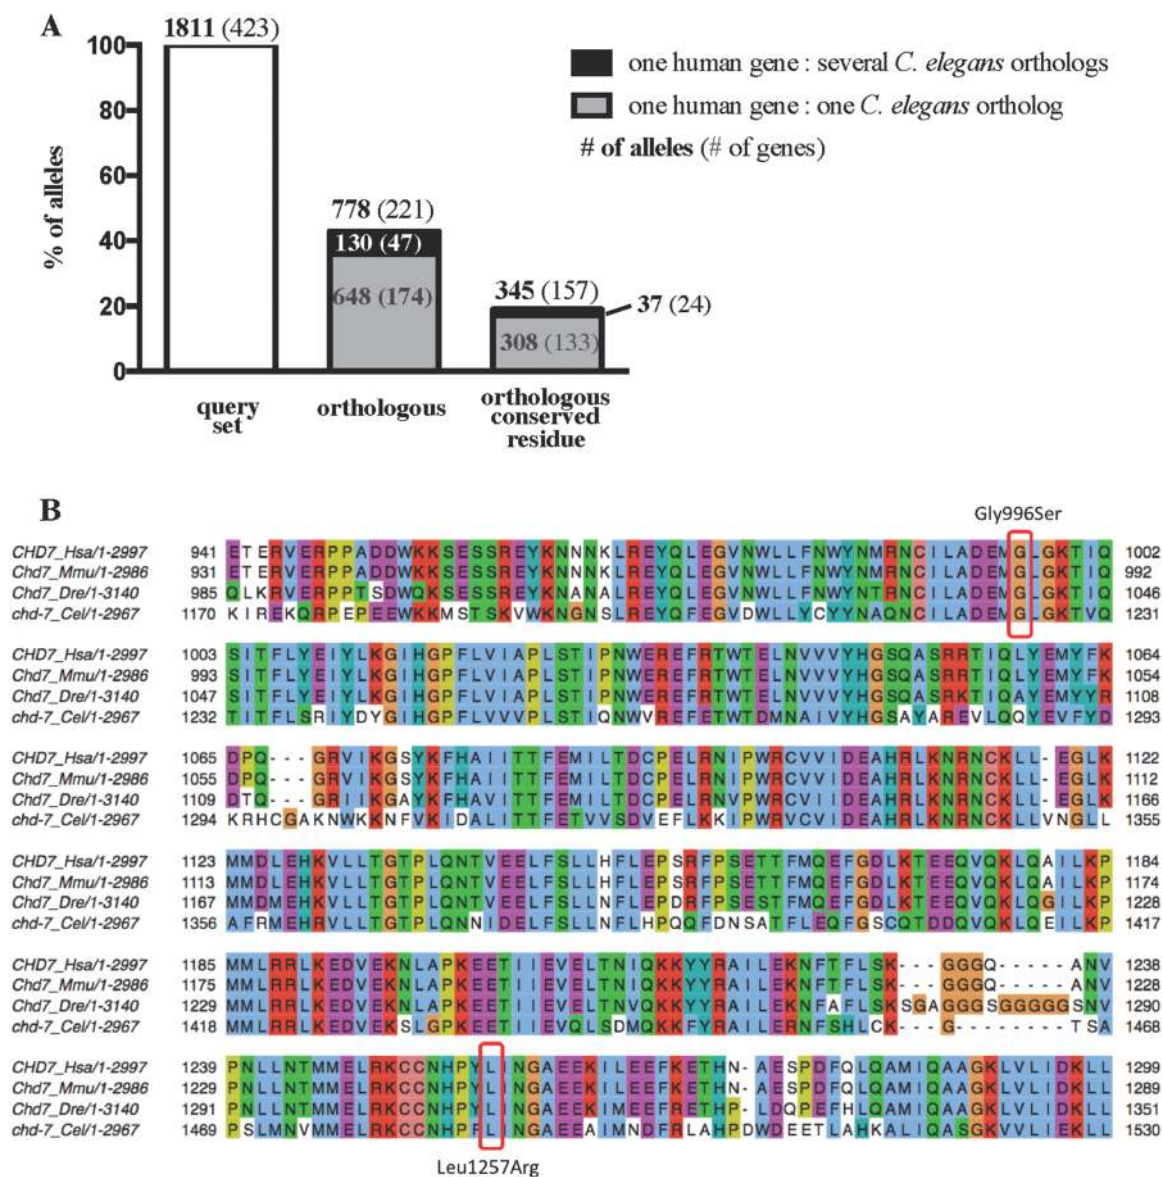 A
1811 (423)
100
80
60
40
20
0
% of alleles
one human gene : several C. elegans orthologs
one human gene : one C. elegans ortholog
# of alleles (# of genes)
778 (221)
130 (47)
648 (174)
345 (157)
37 (24)
308 (133)
query set
orthologous
orthologous conserved residue
B
Gly996Ser
CHD7_Hsa/1-2997 941 ETERVERPPADDWKKSESSREYKNNNKLREYQLEGVNWLLFNWYNMRNCILADEMGLGKTIQ 1002
Chd7_Mmu/1-2986 931 ETERVERPPADDWKKSESSREYKNNNKLREYQLEGVNWLLFNWYNMRNCILADEMGLGKTIQ 992
Chd7_Dre/1-3140 985 QLKRVERPPTSDWQKSESSREYKNANALREYQLEGVNWLLFNWYNTRNCILADEMGLGKTIQ 1046
chd-7_Cel/1-2967 1170 KIREKQRPEPEEWKKMSTSKVWKNGNSLREYQFEGVDWLLYCYYNAQNCILADEMGLGKTVQ 1231
CHD7_Hsa/1-2997 1003 SITFLYEIYLKGIHGPFLVIAPLSTIPNWEREFRTWTELNVVVYHGSQASRRTIQLYEMYFK 1064
Chd7_Mmu/1-2986 993 SITFLYEIYLKGIHGPFLVIAPLSTIPNWEREFRTWTELNVVVYHGSQASRRTIQLYEMYFK 1054
Chd7_Dre/1-3140 1047 SITFLYEIYLKGIHGPFLVIAPLSTIPNWEREFRTWTELNVVVYHGSQASRKTIQAYEMYYR 1108
chd-7_Cel/1-2967 1232 TITFLSRIYDYGIHGPFLVVVPLSTIQNWVREFETWTDMNAIVYHGSAYAREVLQQYEVFYD 1293
CHD7_Hsa/1-2997 1065 DPQ---GRVIKGSYKFHAIITTFEMILTDCPELRNIPWRCVVIDEAHRLKNRNCKLL-EGLK 1122
Chd7_Mmu/1-2986 1055 DPQ---GRVIKGSYKFHAIITTFEMILTDCPELRNIPWRCVVIDEAHRLKNRNCKLL-EGLK 1112
Chd7_Dre/1-3140 1109 DTQ---GRIIKGAYKFHAVITTFEMILTDCPELRNVPWRCVIIDEAHRLKNRNCKLL-EGLK 1166
chd-7_Cel/1-2967 1294 KRHCGAKNWKKNFVKIDALITTFETVVSDVEFLKKIPWRVCVIDEAHRLKNRNCKLLVNGLL 1355
CHD7_Hsa/1-2997 1123 MMDLEHKVLLTGTPLQNTVEELFSLLHFLEPSRFPSETTFMQEFGDLKTEEQVQKLQAILKP 1184
Chd7_Mmu/1-2986 1113 MMDLEHKVLLTGTPLQNTVEELFSLLHFLEPSRFPSETTFMQEFGDLKTEEQVQKLQAILKP 1174
Chd7_Dre/1-3140 1167 MMDMEHKVLLTGTPLQNTVEELFSLLNFLEPDRFPSESTFMQEFGDLKTEEQVQKLQGILKP 1228
chd-7_Cel/1-2967 1356 AFRMEHRVLLTGTPLQNNIDELFSLLNFLHPQQFDNSATFLEQFGSCQTDDQVQKLQEILKP 1417
CHD7_Hsa/1-2997 1185 MMLRRLKEDVEKNLAPKEETIIEVELTNIQKKYYRAILEKNFTFLSK---GGGQ-----ANV 1238
Chd7_Mmu/1-2986 1175 MMLRRLKEDVEKNLAPKEETIIEVELTNIQKKYYRAILEKNFTFLSK---GGGQ-----ANV 1228
Chd7_Dre/1-3140 1229 MMLRRLKEDVEKNLAPKEETIIEVELTNVQKKYYRAILEKNFAFLSKSGAGGGSGGGGGSNV 1290
chd-7_Cel/1-2967 1418 MMLRRLKEDVEKSLGPKEETIIEVQLSDMQKKFYRAILERNFSHLCK---G--------TSA 1468
CHD7_Hsa/1-2997 1239 PNLLNTMMELRKCCNHPYLINGAEEKILEEFKETHN-AESPDFQLQAMIQAAGKLVLIDKLL 1299
Chd7_Mmu/1-2986 1229 PNLLNTMMELRKCCNHPYLINGAEEKILEEFKETHN-AESPDFQLQAMIQAAGKLVLIDKLL 1289
Chd7_Dre/1-3140 1291 PNLLNTMMELRKCCNHPYLINGAEEKIMEEFRETHP-LDQPEFHLQAMIQAAGKLVLIDKLL 1351
chd-7_Cel/1-2967 1469 PSLMNVMMELRKCCNHPFLINGAEEAIMNDFRLAHPDWDEETLAHKALIQASGKVVLIEKLL 1530
Leu1257Arg